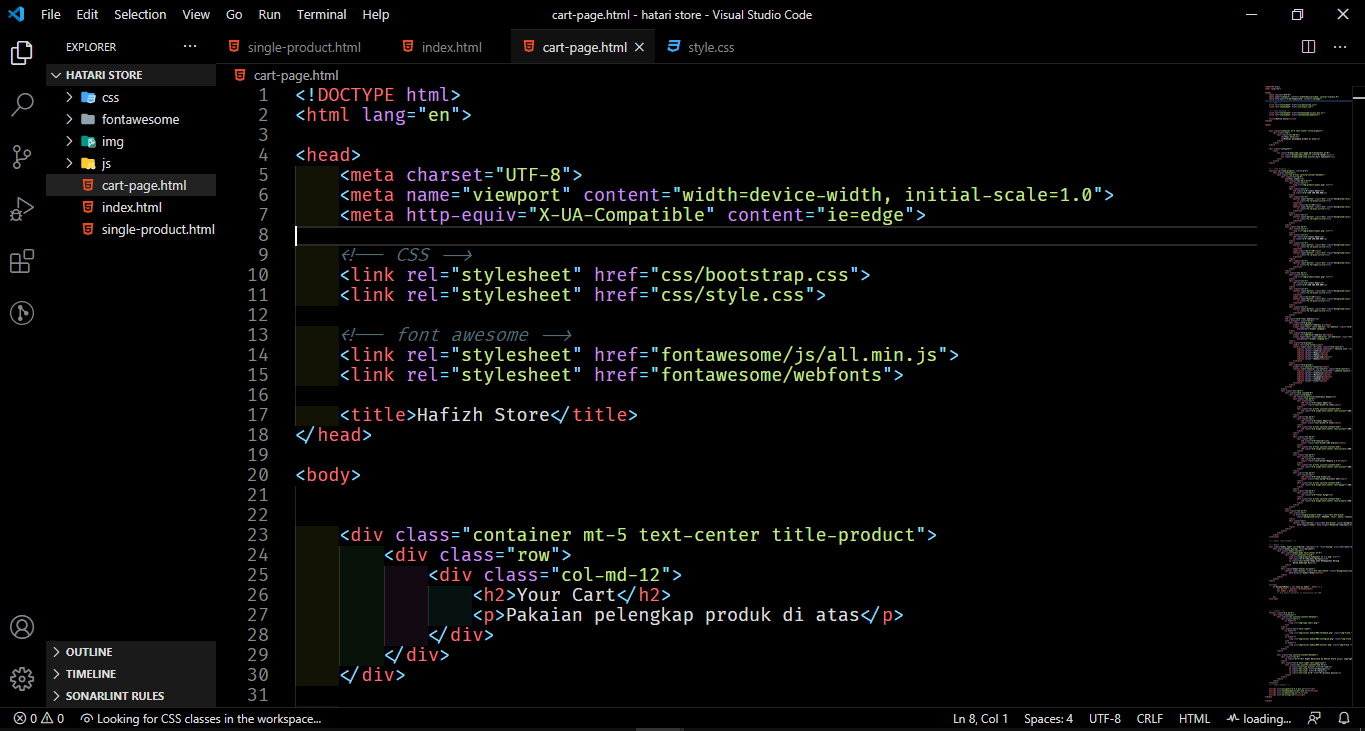 File Edit Selection View Go Run Terminal Help
cart-page.html - hatari store - Visual Studio Code
EXPLORER
HATARI STORE
css
fontawesome
img
js
cart-page.html
index.html
single-product.html
OUTLINE
TIMELINE
SONARLINT RULES
single-product.html index.html cart-page.html style.css
cart-page.html
1 <!DOCTYPE html>
2 <html lang="en">
3
4 <head>
5 <meta charset="UTF-8">
6 <meta name="viewport" content="width=device-width, initial-scale=1.0">
7 <meta http-equiv="X-UA-Compatible" content="ie=edge">
8
9 <!-- CSS -->
10 <link rel="stylesheet" href="css/bootstrap.css">
11 <link rel="stylesheet" href="css/style.css">
12
13 <!-- font awesome -->
14 <link rel="stylesheet" href="fontawesome/js/all.min.js">
15 <link rel="stylesheet" href="fontawesome/webfonts">
16
17 <title>Hafizh Store</title>
18 </head>
19
20 <body>
21
22
23 <div class="container mt-5 text-center title-product">
24 <div class="row">
25 <div class="col-md-12">
26 <h2>Your Cart</h2>
27 <p>Pakaian pelengkap produk di atas</p>
28 </div>
29 </div>
30 </div>
31
0 0 Looking for CSS classes in the workspace... Ln 8, Col 1 Spaces: 4 UTF-8 CRLF HTML loading...